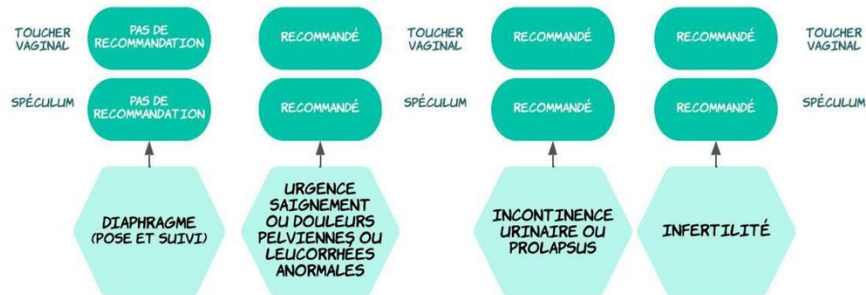 TOUCHER
VAGINAL
PAS DE
RECOMMANDATION
RECOMMANDÉ
TOUCHER
VAGINAL
RECOMMANDÉ
RECOMMANDÉ
TOUCHER
VAGINAL
SPÉCULUM
PAS DE
RECOMMANDATION
RECOMMANDÉ
SPÉCULUM
RECOMMANDÉ
RECOMMANDÉ
SPÉCULUM
DIAPHRAGME
(POSE ET SUIVI)
URGENCE
SAIGNEMENT
OU DOULEURS
PELVIENNES OU
LEUCORRHÉES
ANORMALES
INCONTINENCE
URINAIRE OU
PROLAPSUS
INFERTILITÉ